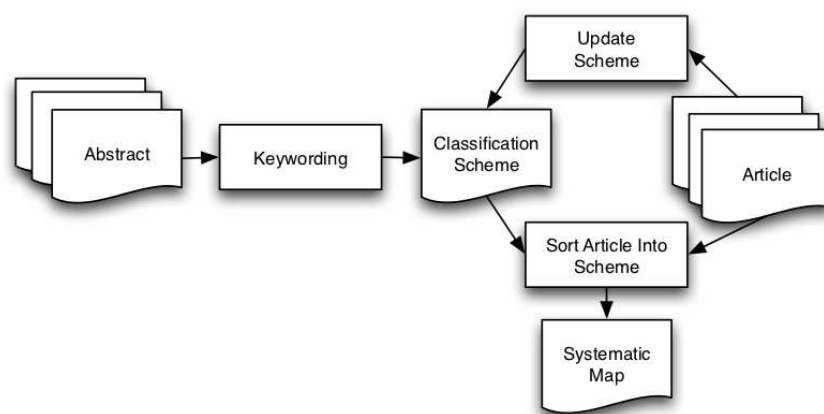 Update
Scheme
Abstract
Keywording
Classification
Scheme
Article
Sort Article Into
Scheme
Systematic
Map